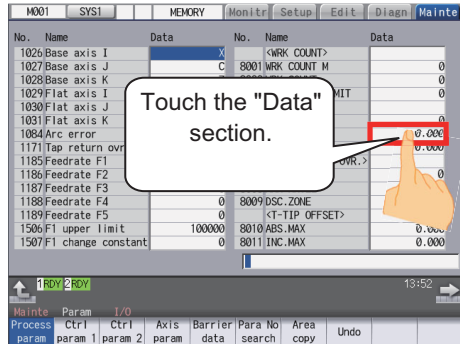 M001 SYS1 MEMORY Monitr Setup Edit Diagn Mainte
No. Name Data No. Name Data
1026 Base axis I X <WRK COUNT>
1027 Base axis J C 8001 WRK COUNT M 0
1028 Base axis K 0
1029 Flat axis I MIT 0
1030 Flat axis J
1031 Flat axis K 0
1084 Arc error 0.000
1171 Tap return ovr 0.000
1185 Feedrate F1 OVR.>
1186 Feedrate F2 0
1187 Feedrate F3
1188 Feedrate F4 0 8009 DSC.ZONE
1189 Feedrate F5 0 <T-TIP OFFSET>
1506 F1 upper limit 100000 8010 ABS.MAX 0.000
1507 F1 change constant 0 8011 INC.MAX 0.000
Touch the "Data"
section.
1RDY 2RDY 13:52
Mainte Param I/O
Process Ctrl Ctrl Axis Barrier Para No Area Undo
param param 1 param 2 param data search copy